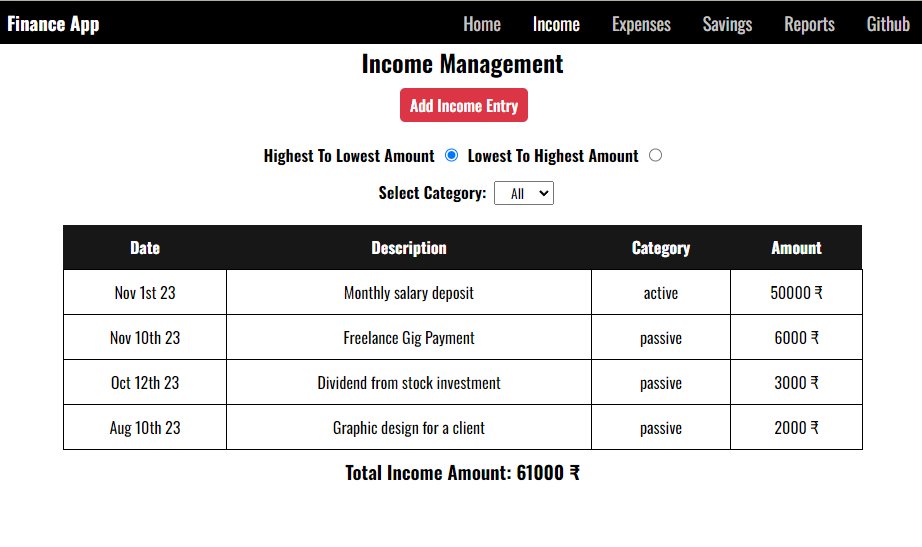 Finance App Home Income Expenses Savings Reports Github
Income Management
Add Income Entry
Highest To Lowest Amount Lowest To Highest Amount
Select Category: All
Date Description Category Amount
Nov 1st 23 Monthly salary deposit active 50000 ₹
Nov 10th 23 Freelance Gig Payment passive 6000 ₹
Oct 12th 23 Dividend from stock investment passive 3000 ₹
Aug 10th 23 Graphic design for a client passive 2000 ₹
Total Income Amount: 61000 ₹